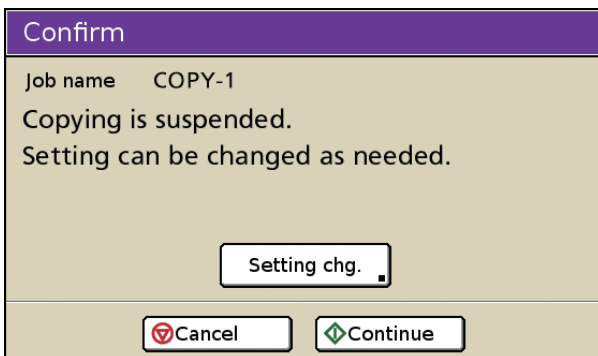 Confirm
Job name COPY-1
Copying is suspended.
Setting can be changed as needed.
Setting chg.
Cancel Continue